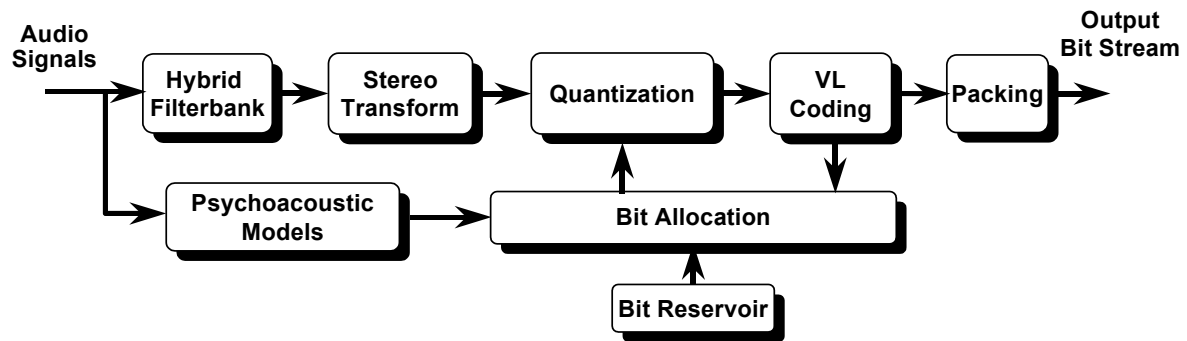 Audio
Signals
Output
Bit Stream
Hybrid
Filterbank
Stereo
Transform
Quantization
VL
Coding
Packing
Psychoacoustic
Models
Bit Allocation
Bit Reservoir